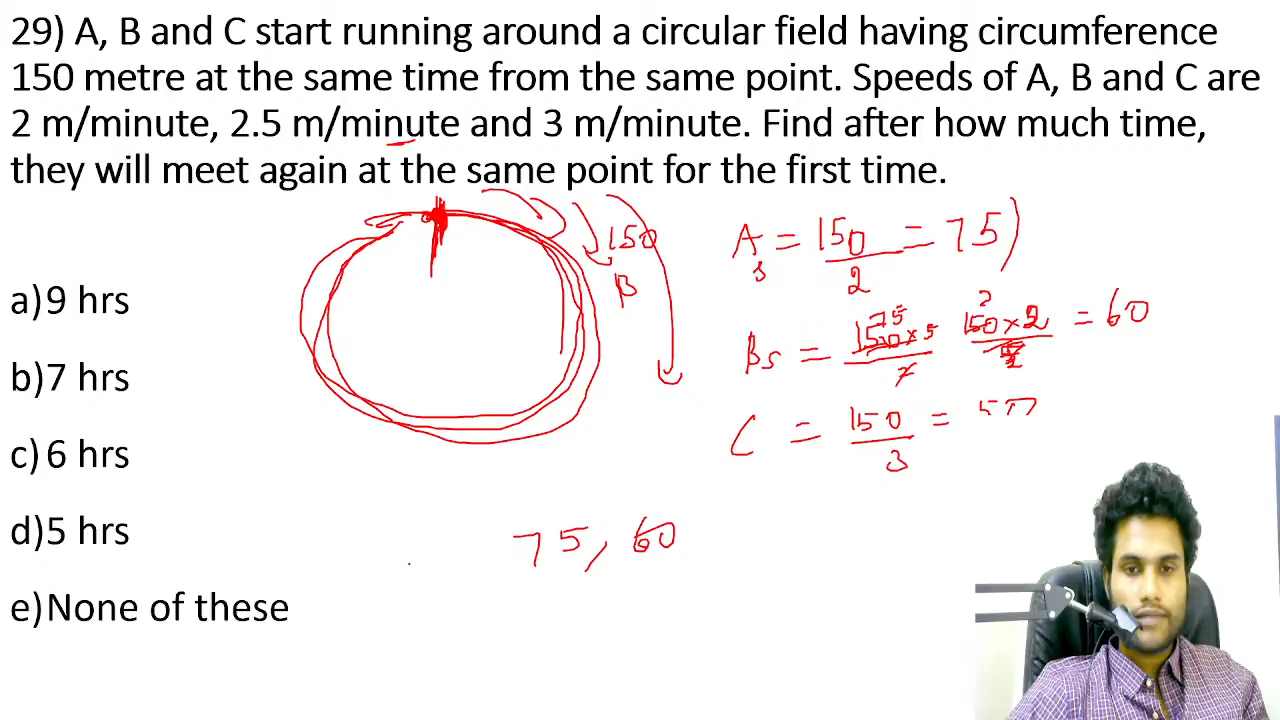 29) A, B and C start running around a circular field having circumference
150 metre at the same time from the same point. Speeds of A, B and C are
2 m/minute, 2.5 m/minute and 3 m/minute. Find after how much time,
they will meet again at the same point for the first time.
150
B
A = 150/2 = 75)
a)9 hrs
Bs = 150×2 = 60
b)7 hrs
C = 150/3 = 50
c) 6 hrs
d)5 hrs
75, 60
e)None of these